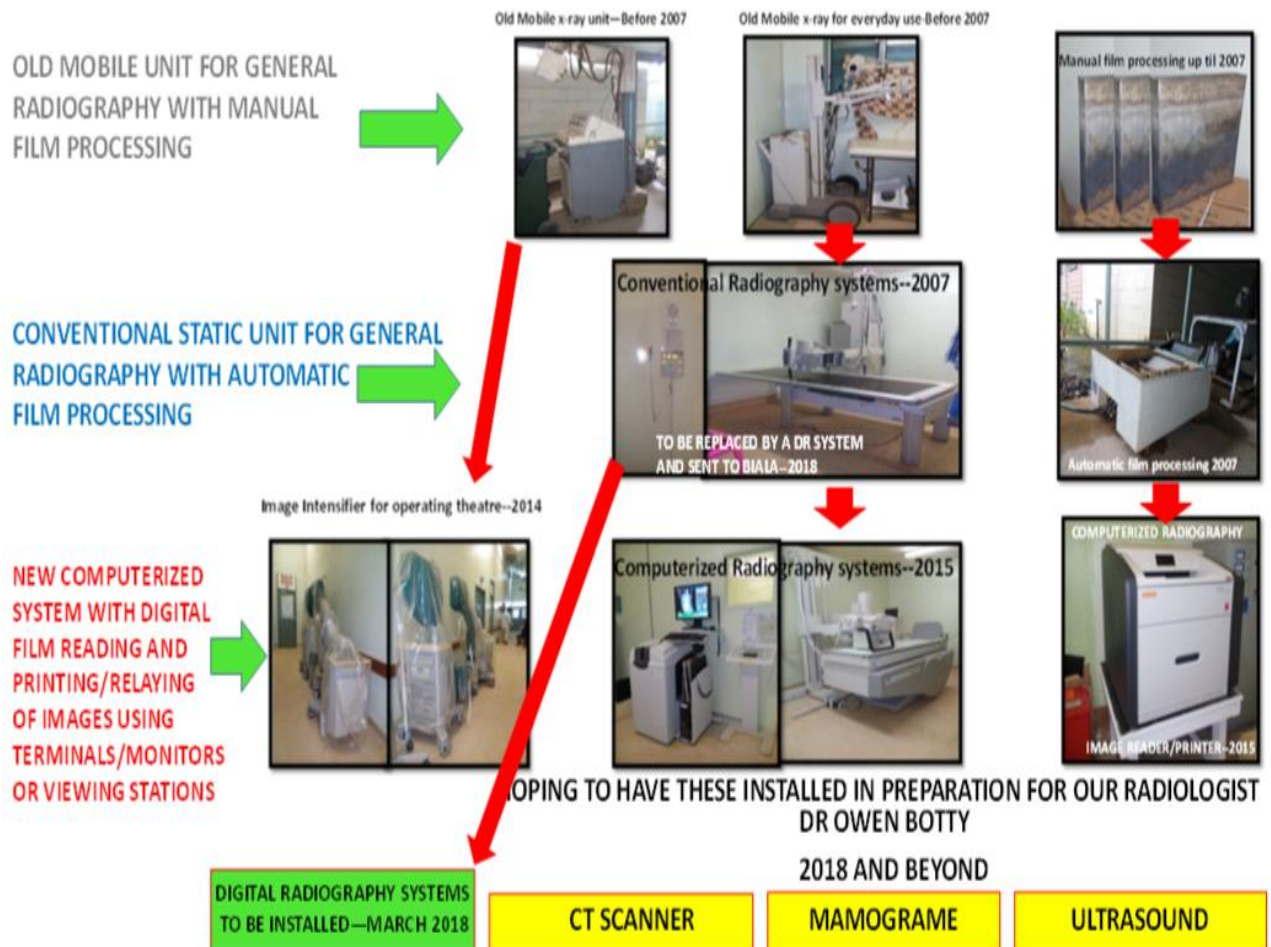 Old Mobile x-ray unit—Before 2007
Old Mobile x-ray for everyday use-Before 2007
OLD MOBILE UNIT FOR GENERAL
RADIOGRAPHY WITH MANUAL
FILM PROCESSING
Manual film processing up til 2007
CONVENTIONAL STATIC UNIT FOR GENERAL
RADIOGRAPHY WITH AUTOMATIC
FILM PROCESSING
Conventional Radiography systems--2007
TO BE REPLACED BY A DR SYSTEM
AND SENT TO BIALA--2018
Automatic film processing 2007
Image Intensifier for operating theatre--2014
NEW COMPUTERIZED
SYSTEM WITH DIGITAL
FILM READING AND
PRINTING/RELAYING
OF IMAGES USING
TERMINALS/MONITORS
OR VIEWING STATIONS
Computerized Radiography systems--2015
COMPUTERIZED RADIOGRAPHY
IMAGE READER/PRINTER--2015
OPING TO HAVE THESE INSTALLED IN PREPARATION FOR OUR RADIOLOGIST
DR OWEN BOTTY
2018 AND BEYOND
DIGITAL RADIOGRAPHY SYSTEMS
TO BE INSTALLED—MARCH 2018
CT SCANNER
MAMOGRAME
ULTRASOUND